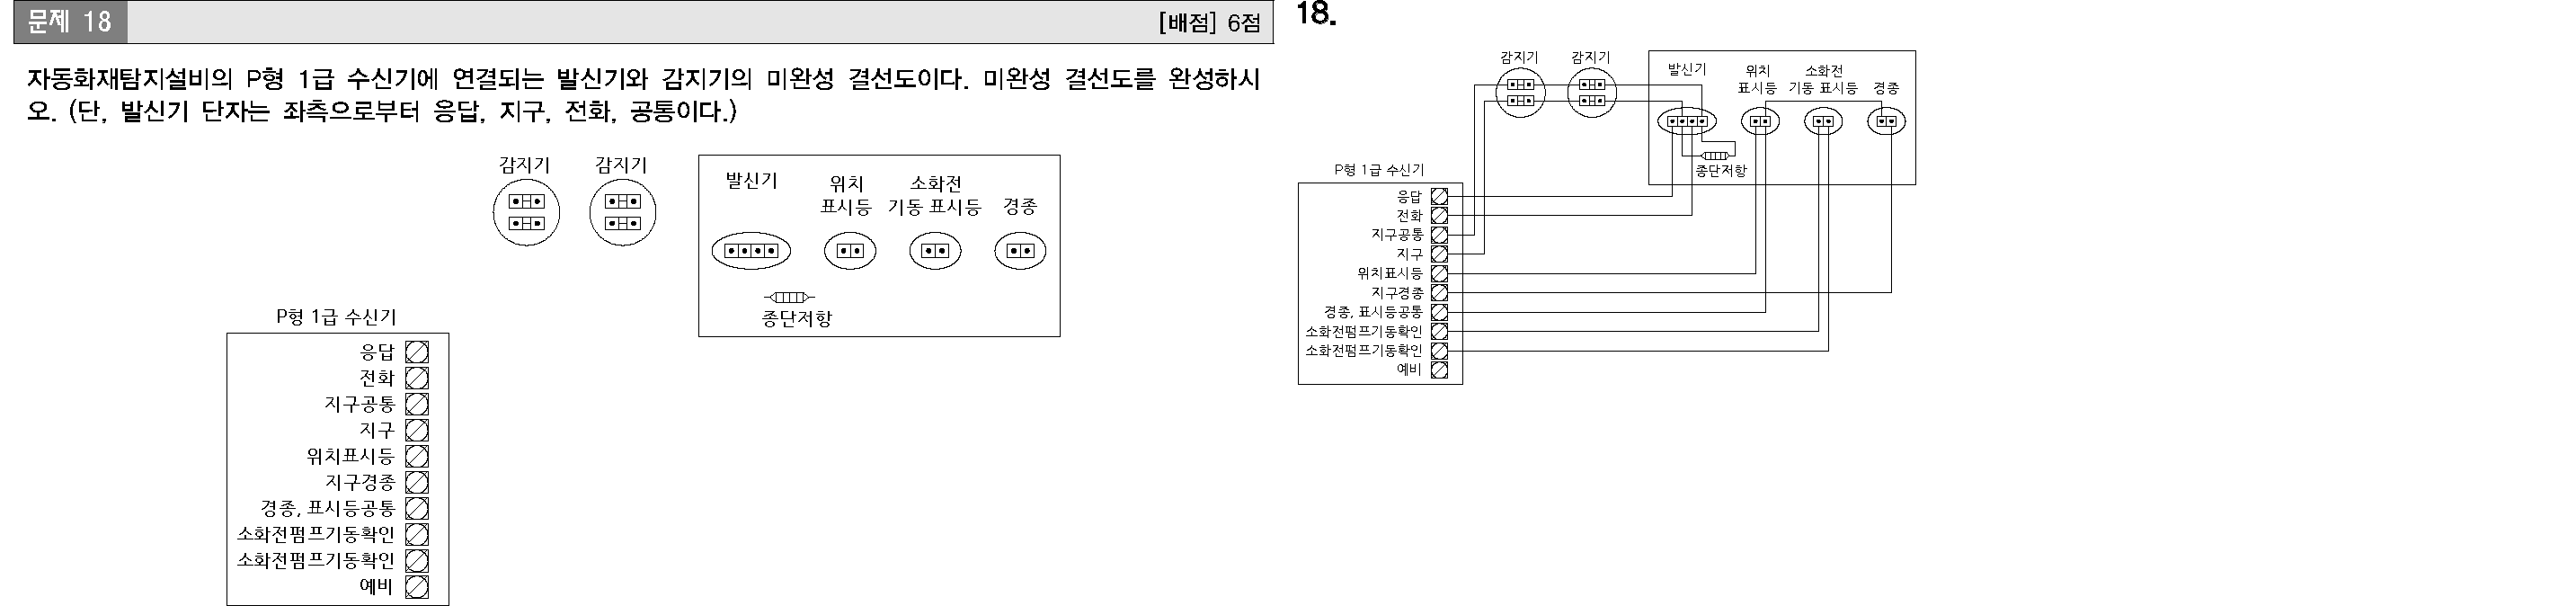 문제 18
[배점] 6점
자동화재탐지설비의 P형 1급 수신기에 연결되는 발신기와 감지기의 미완성 결선도이다. 미완성 결선도를 완성하시
오. (단, 발신기 단자는 좌측으로부터 응답, 지구, 전화, 공통이다.)
감지기 감지기
발신기 위치 소화전
표시등 기동 표시등 경종
종단저항
P형 1급 수신기
응답
전화
지구공통
지구
위치표시등
지구경종
경종, 표시등공통
소화전펌프기동확인
소화전펌프기동확인
예비
18.
감지기 감지기
발신기 위치 소화전
표시등 기동 표시등 경종
종단저항
P형 1급 수신기
응답
전화
지구공통
지구
위치표시등
지구경종
경종, 표시등공통
소화전펌프기동확인
소화전펌프기동확인
예비